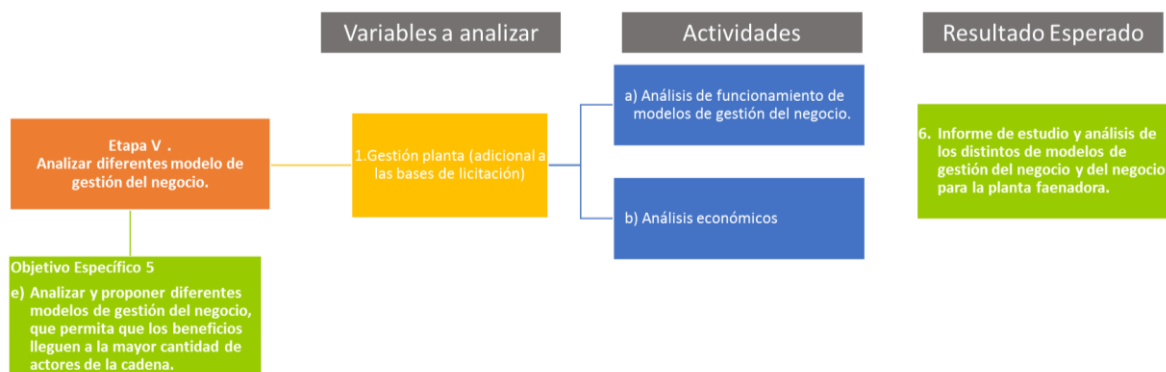 Variables a analizar
Actividades
Resultado Esperado
Etapa V .
Analizar diferentes modelo de
gestión del negocio.
Objetivo Específico 5
e) Analizar y proponer diferentes
modelos de gestión del negocio,
que permita que los beneficios
lleguen a la mayor cantidad de
actores de la cadena.
1.Gestión planta (adicional a
las bases de licitación)
a) Análisis de funcionamiento de
modelos de gestión del negocio.
b) Análisis económicos
6. Informe de estudio y análisis de
los distintos de modelos de
gestión del negocio y del negocio
para la planta faenadora.